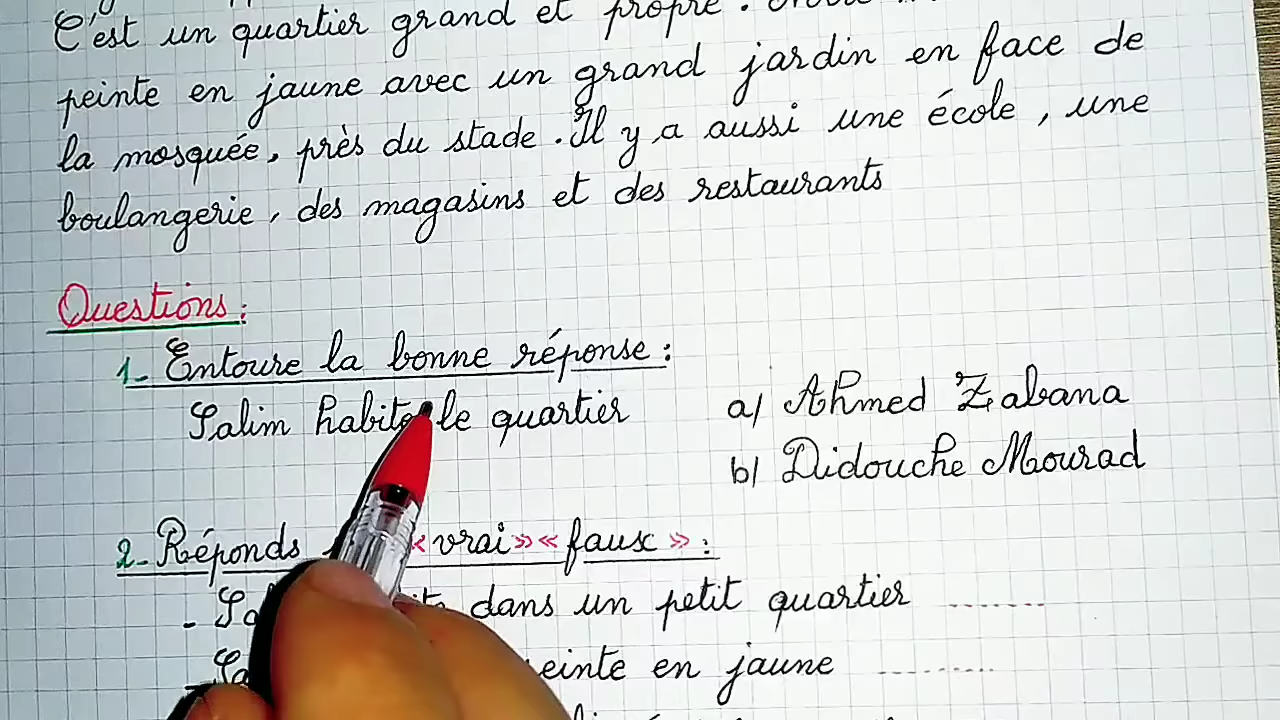 C'est un quartier grand et propre.
peinte en jaune avec un grand jardin en face de
la mosquée, près du stade. Il y a aussi une école, une
boulangerie, des magasins et des restaurants
Questions:
1- Entoure la bonne réponse:
Salim habite le quartier a) Ahmed Zabana
b) Didouche Mourad
2- Réponds «vrai» «faux»:
- dans un petit quartier ............
en jaune ............